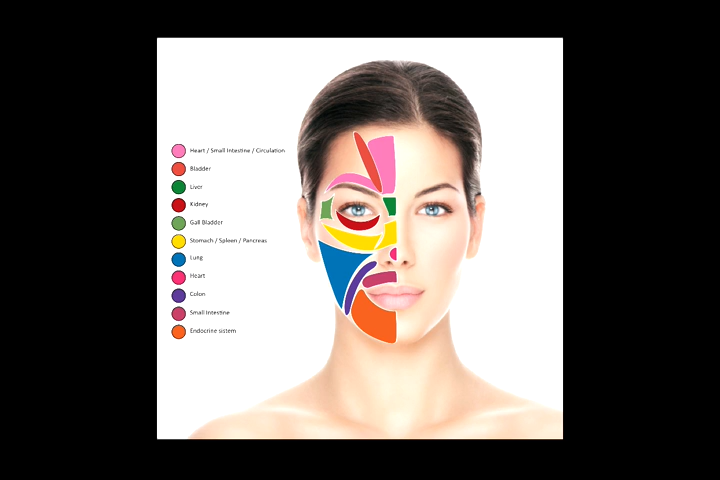 Heart / Small Intestine / Circulation
Bladder
Liver
Kidney
Gall Bladder
Stomach / Spleen / Pancreas
Lung
Heart
Colon
Small Intestine
Endocrine sistem